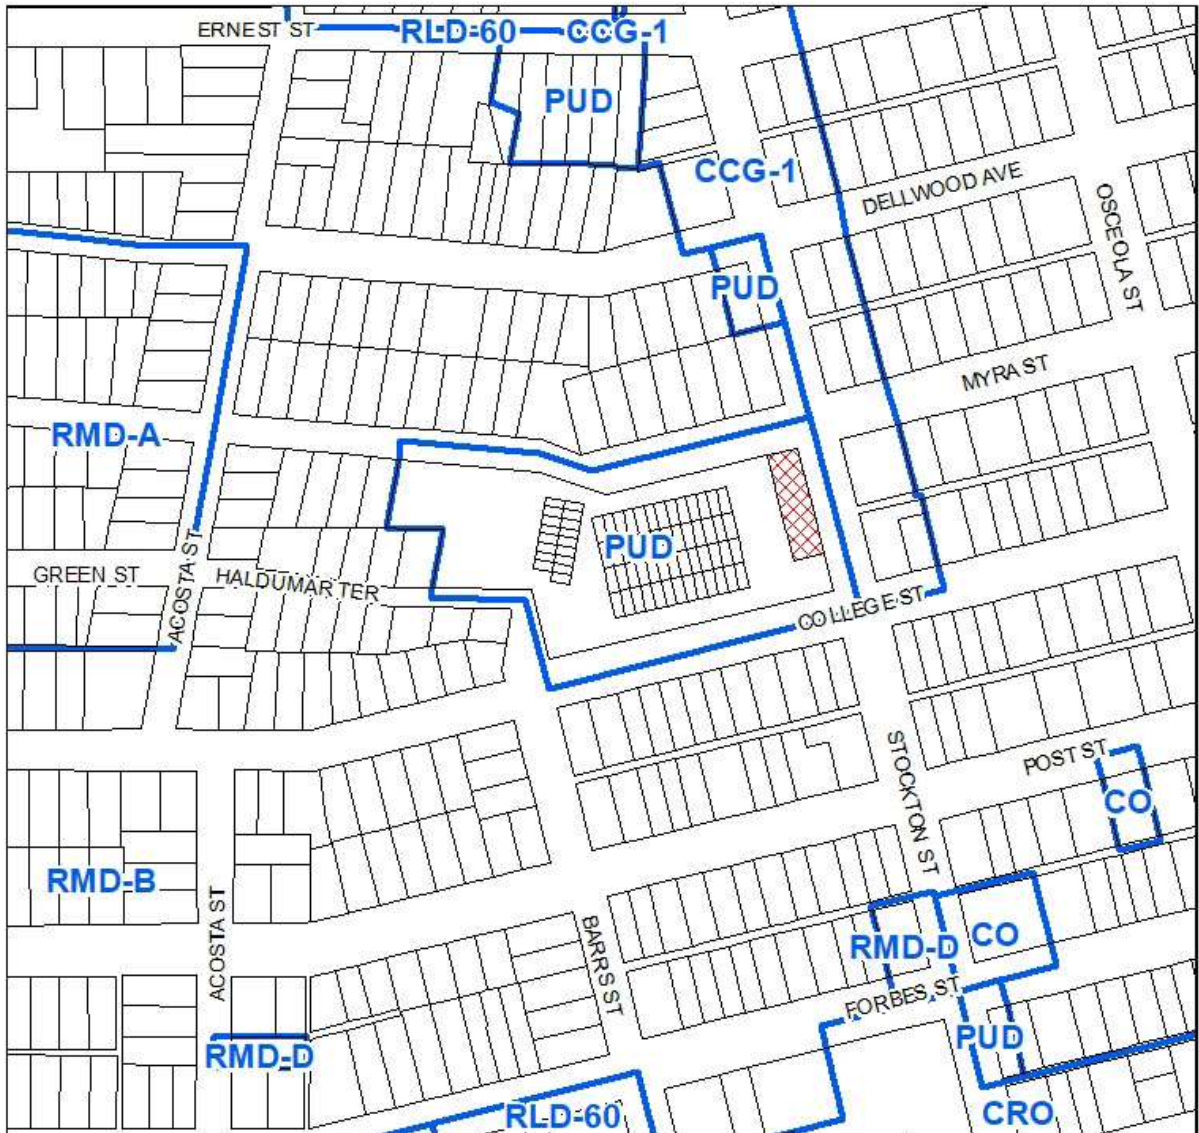 ERNEST ST
RLD-60
CCG-1
PUD
CCG-1
DELLWOOD AVE
OSCEOLA ST
PUD
MYRA ST
RMD-A
ACOSTA ST
PUD
GREEN ST
HALDUMAR TER
COLLEGE ST
STOCKTON ST
POST ST
CO
RMD-B
ACOSTA ST
BARRS ST
RMD-D
CO
FORBES ST
PUD
RMD-D
RLD-60
CRO